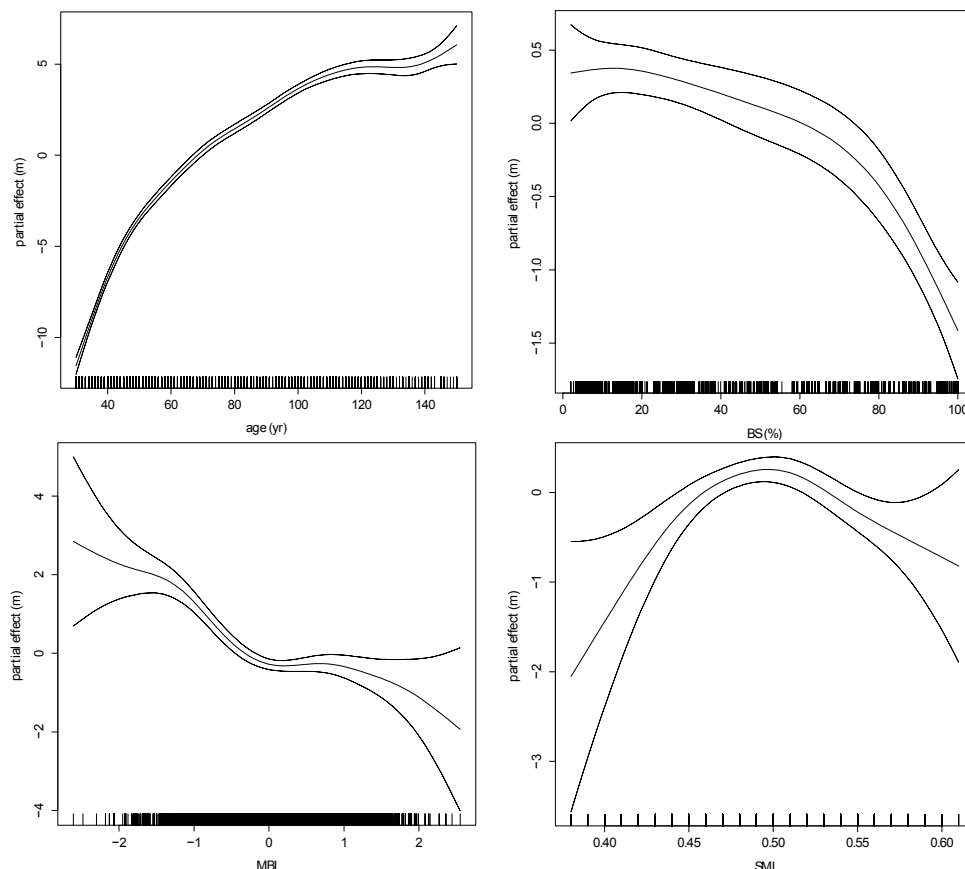 partial effect (m)
5
0
−5
−10
40 60 80 100 120 140
age (yr)
partial effect (m)
0.5
0.0
−0.5
−1.0
−1.5
0 20 40 60 80 100
BS (%)
partial effect (m)
4
2
0
−2
−4
−2 −1 0 1 2
MBI
partial effect (m)
0
−1
−2
−3
0.40 0.45 0.50 0.55 0.60
SMI